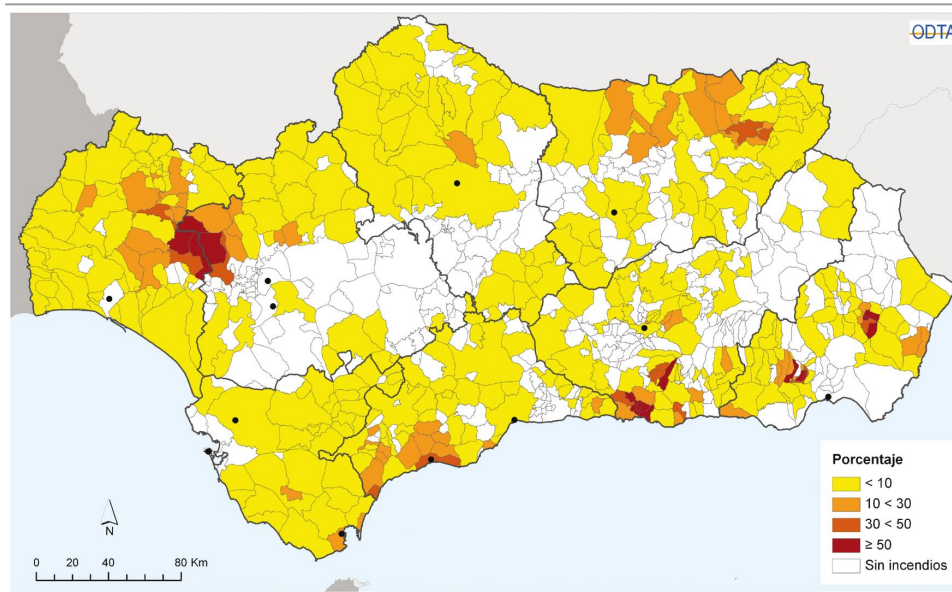 ODTA
Porcentaje
< 10
10 < 30
30 < 50
≥ 50
Sin incendios
N
0 20 40 80 Km